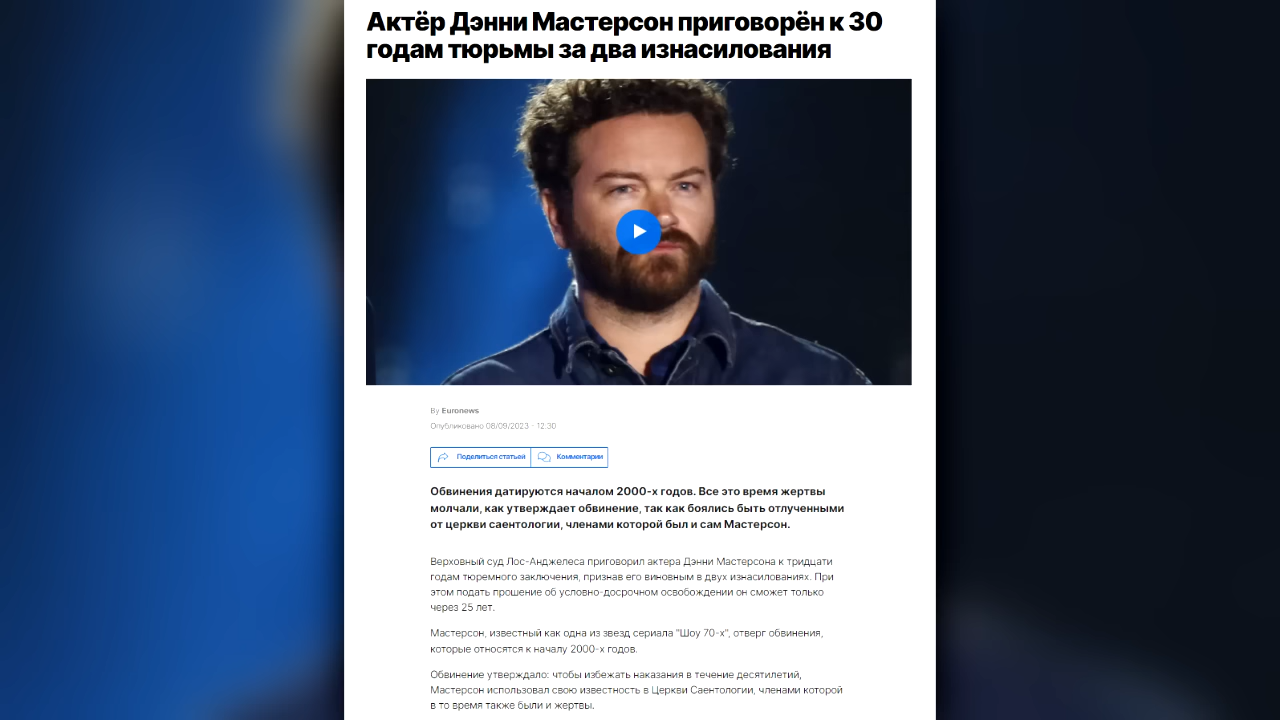 Актёр Дэнни Мастерсон приговорён к 30
годам тюрьмы за два изнасилования
By Euronews
Опубликовано 08/09/2023 - 12:30
Поделиться статьей
Комментарии
Обвинения датируются началом 2000-х годов. Все это время жертвы
молчали, как утверждает обвинение, так как боялись быть отлученными
от церкви саентологии, членами которой был и сам Мастерсон.
Верховный суд Лос-Анджелеса приговорил актера Дэнни Мастерсона к тридцати
годам тюремного заключения, признав его виновным в двух изнасилованиях. При
этом подать прошение об условно-досрочном освобождении он сможет только
через 25 лет.
Мастерсон, известный как одна из звезд сериала "Шоу 70-х", отверг обвинения,
которые относятся к началу 2000-х годов.
Обвинение утверждало: чтобы избежать наказания в течение десятилетий,
Мастерсон использовал свою известность в Церкви Саентологии, членами которой
в то время также были и жертвы.